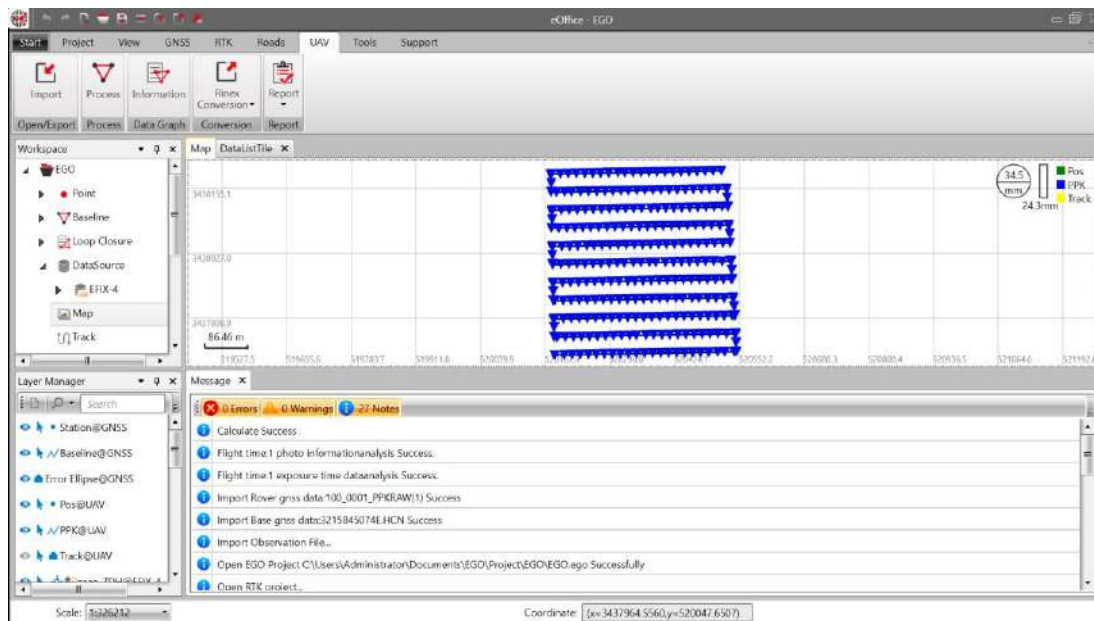 eOffice - EGO
Start Project View GNSS RTK Roads UAV Tools Support
Import Process Information Rinex Conversion Report
Open/Export Process Data Graph Conversion Report
Workspace
Map DataListTile
EGO
Point
Baseline
Loop Closure
DataSource
EFIX-4
Map
Track
34.5
mm
24.3mm
Pos
PPK...
Track
86.46 m
Layer Manager
Search
Station@GNSS
Baseline@GNSS
Error Ellipse@GNSS
Pos@UAV
PPK@UAV
Track@UAV
Message
0 Errors 0 Warnings 27 Notes
Calculate Success
Flight time:1 photo informationanalysis Success.
Flight time:1 exposure time dataanalysis Success.
Import Rover gnss data:100_0001_PPKRAW(1) Success
Import Base gnss data:3215845074E.HCN Success
Import Observation File...
Open EGO Project C:\Users\Administrator\Documents\EGO\Project\EGO\EGO.ego Successfully
Open RTK project...
Scale: 1:326212
Coordinate: (x=3437964.5560,y=520047.6507)